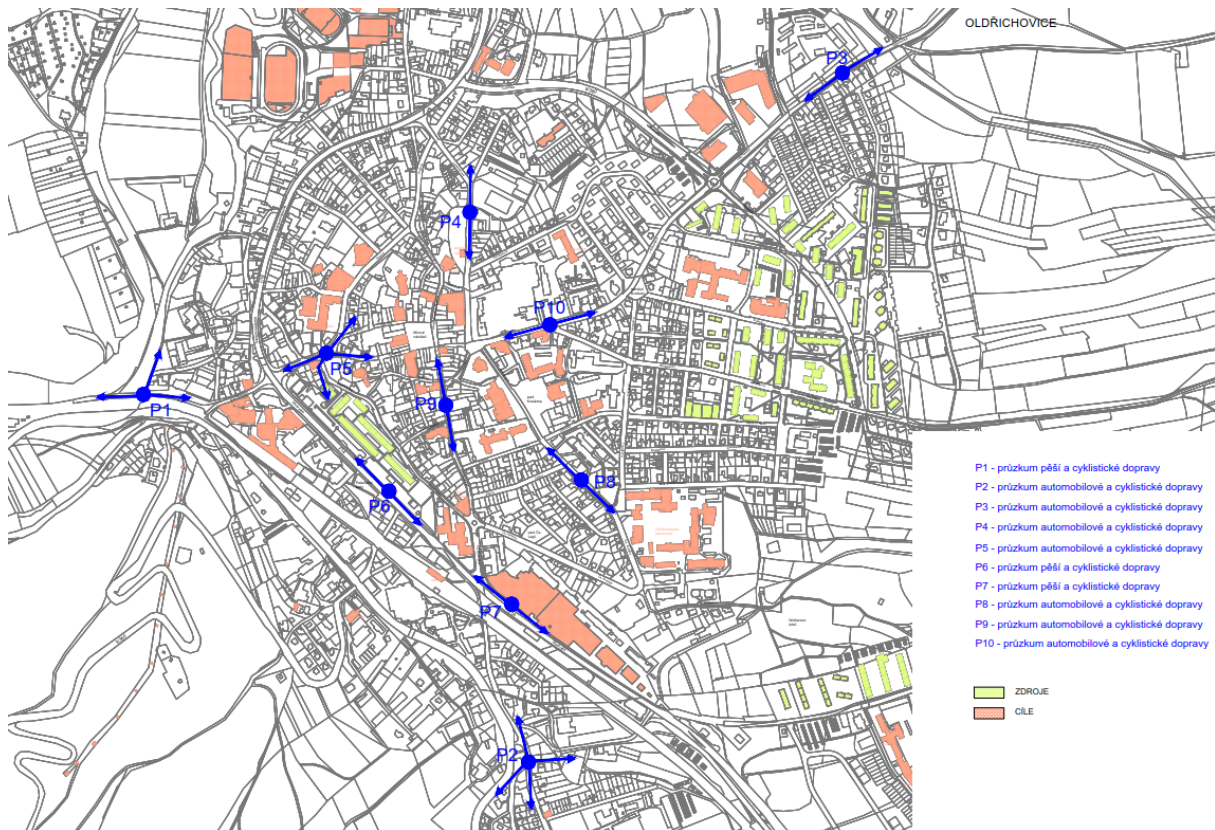 OLDŘICHOVICE
P3
P4
P10
P5
P1
P9
P6
P8
P7
P2
P1 - průzkum pěší a cyklistické dopravy
P2 - průzkum automobilové a cyklistické dopravy
P3 - průzkum automobilové a cyklistické dopravy
P4 - průzkum automobilové a cyklistické dopravy
P5 - průzkum automobilové a cyklistické dopravy
P6 - průzkum pěší a cyklistické dopravy
P7 - průzkum pěší a cyklistické dopravy
P8 - průzkum automobilové a cyklistické dopravy
P9 - průzkum automobilové a cyklistické dopravy
P10 - průzkum automobilové a cyklistické dopravy
ZDROJE
CÍLE